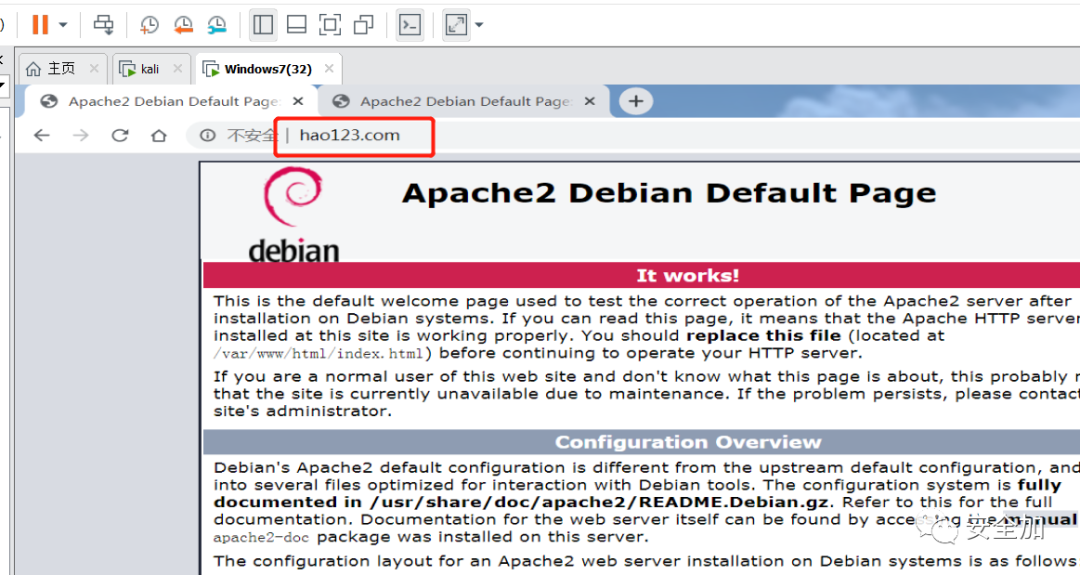 主页
kali
Windows7(32)
Apache2 Debian Default Page
Apache2 Debian Default Page
不安全 | hao123.com
debian
Apache2 Debian Default Page
It works!
This is the default welcome page used to test the correct operation of the Apache2 server after
installation on Debian systems. If you can read this page, it means that the Apache HTTP server
installed at this site is working properly. You should replace this file (located at
/var/www/html/index.html) before continuing to operate your HTTP server.
If you are a normal user of this web site and don't know what this page is about, this probably
that the site is currently unavailable due to maintenance. If the problem persists, please contact
site's administrator.
Configuration Overview
Debian's Apache2 default configuration is different from the upstream default configuration, and
into several files optimized for interaction with Debian tools. The configuration system is fully
documented in /usr/share/doc/apache2/README.Debian.gz. Refer to this for the full
documentation. Documentation for the web server itself can be found by accessing the manual
apache2-doc package was installed on this server.
安全加
The configuration layout for an Apache2 web server installation on Debian systems is as follows